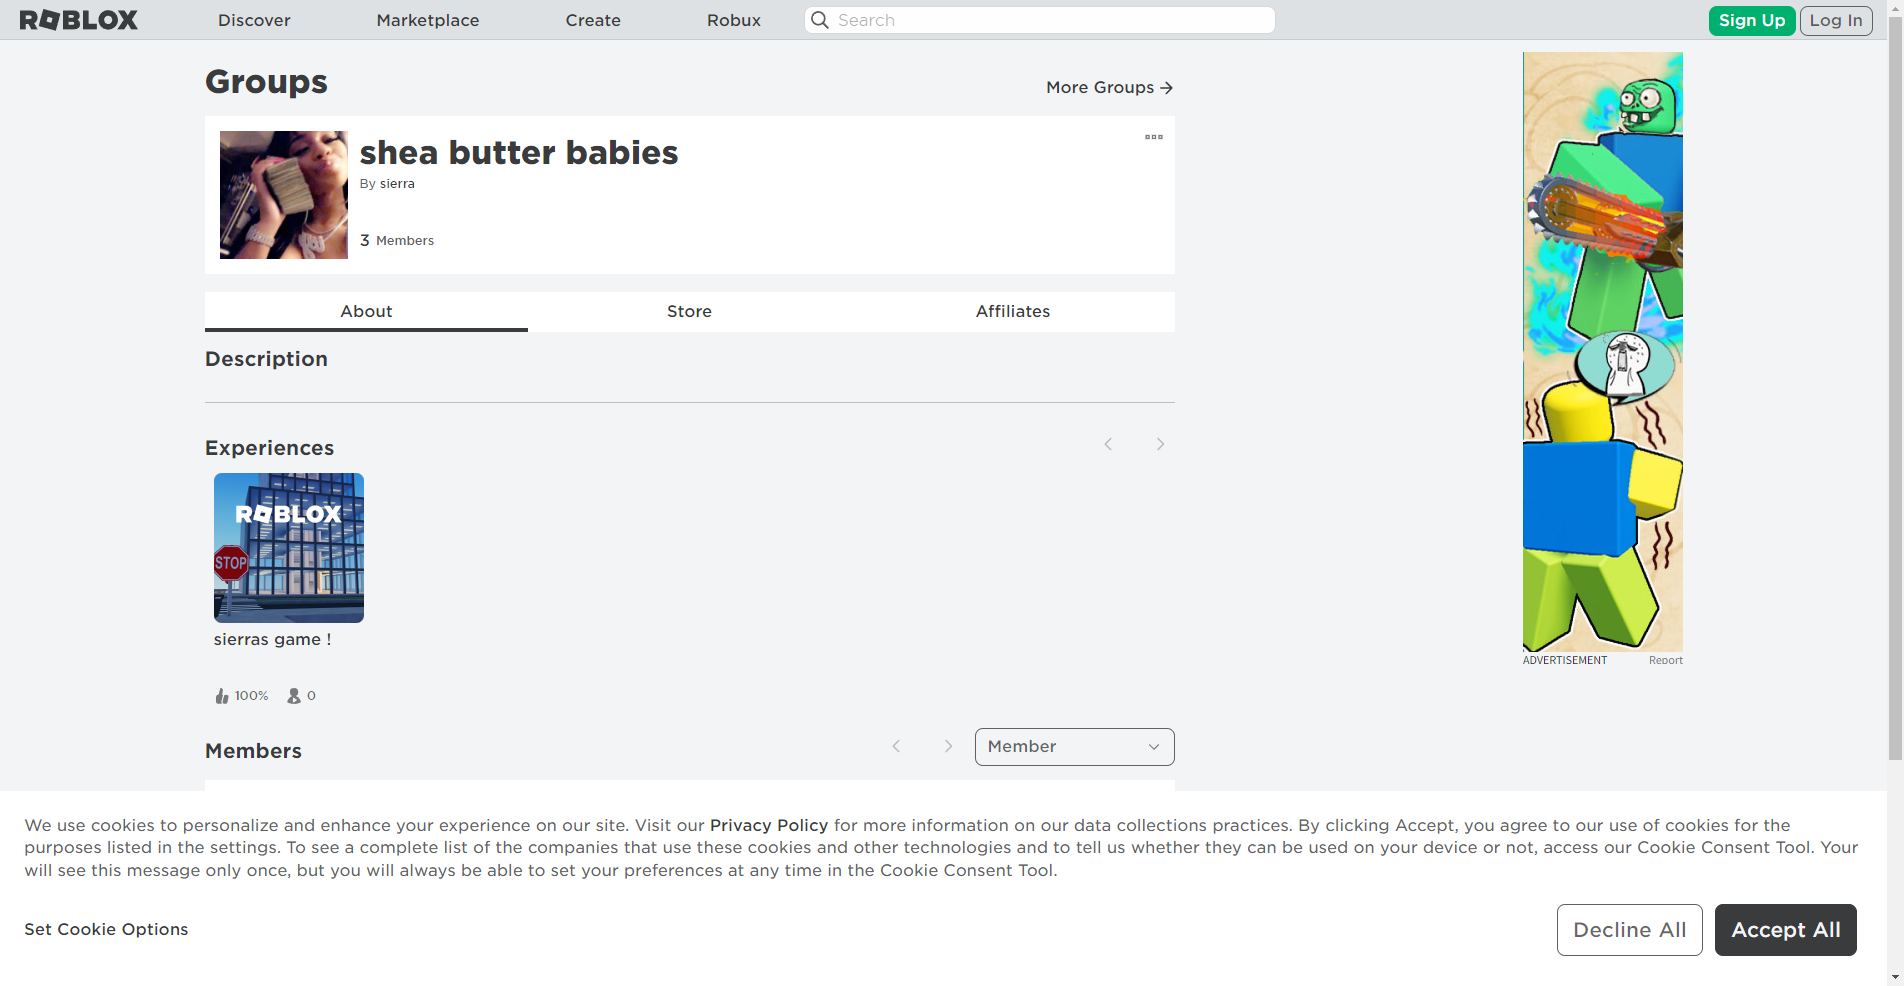 ROBLOX
Discover
Marketplace
Create
Robux
Search
Sign Up
Log In
Groups
More Groups
shea butter babies
By sierra
3 Members
About
Store
Affiliates
Description
Experiences
ROBLOX
STOP
sierras game !
100%
0
ADVERTISEMENT
Report
Members
Member
We use cookies to personalize and enhance your experience on our site. Visit our Privacy Policy for more information on our data collections practices. By clicking Accept, you agree to our use of cookies for the
purposes listed in the settings. To see a complete list of the companies that use these cookies and other technologies and to tell us whether they can be used on your device or not, access our Cookie Consent Tool. Your
will see this message only once, but you will always be able to set your preferences at any time in the Cookie Consent Tool.
Set Cookie Options
Decline All
Accept All